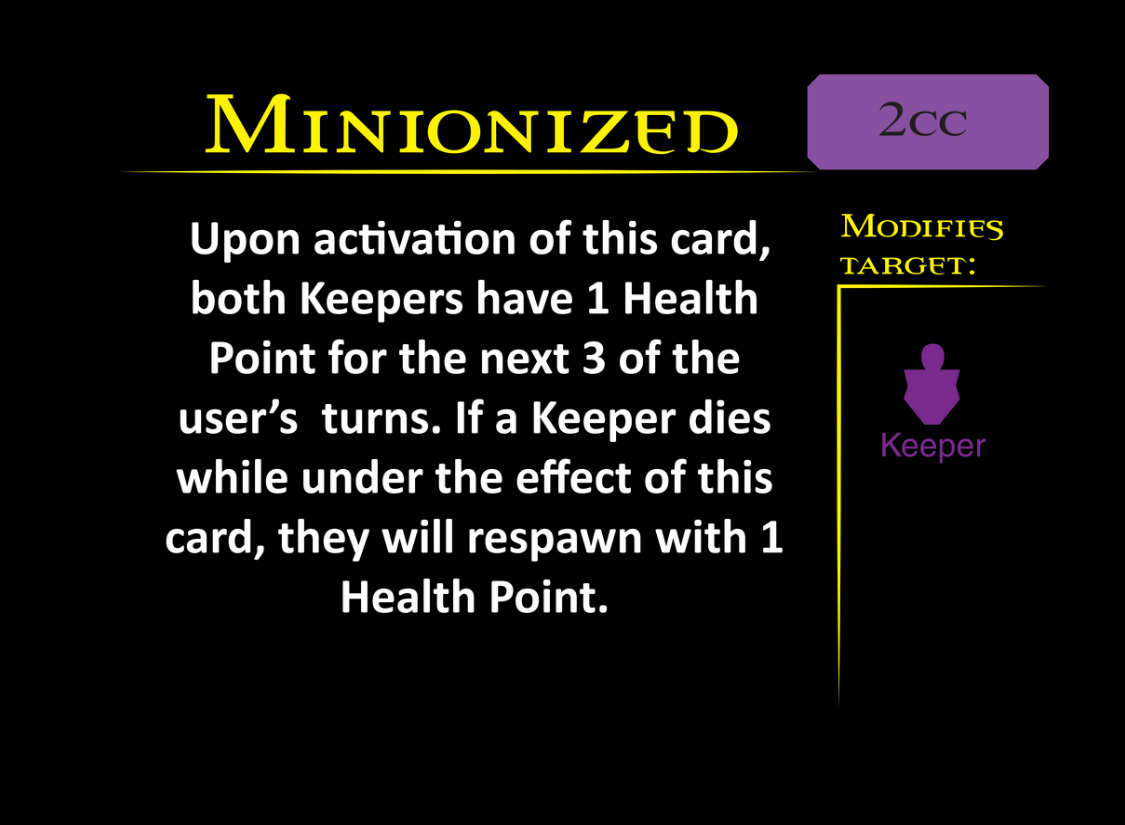 Minionized
2cc
Upon activation of this card,
both Keepers have 1 Health
Point for the next 3 of the
user’s  turns. If a Keeper dies
while under the effect of this
card, they will respawn with 1
Health Point.
Modifies
target:
Keeper